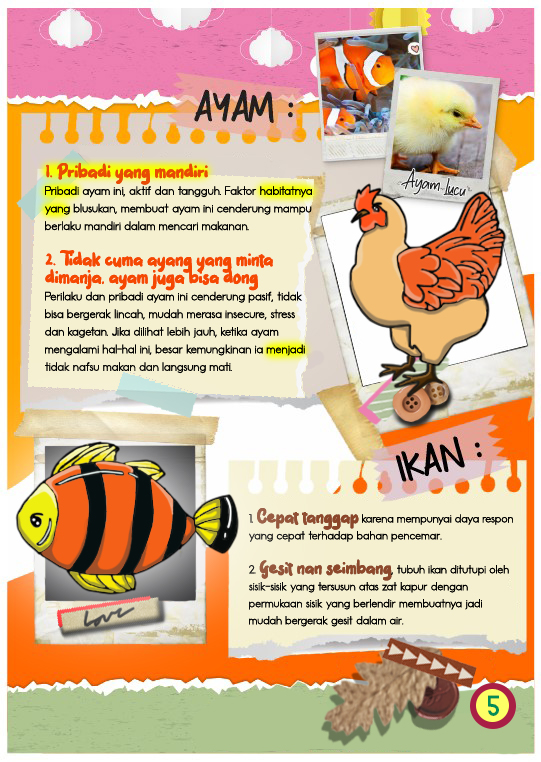 AYAM :
Ayam lucu
1. Pribadi yang mandiri
Pribadi ayam ini, aktif dan tangguh. Faktor habitatnya
yang blusukan, membuat ayam ini cenderung mampu
berlaku mandiri dalam mencari makanan.
2. Tidak cuma ayang yang minta
dimanja, ayam juga bisa dong
Perilaku dan pribadi ayam ini cenderung pasif, tidak
bisa bergerak lincah, mudah merasa insecure, stress
dan kagetan. Jika dilihat lebih jauh, ketika ayam
mengalami hal-hal ini, besar kemungkinan ia menjadi
tidak nafsu makan dan langsung mati.
IKAN :
1. Cepat tanggap karena mempunyai daya respon
yang cepat terhadap bahan pencemar.
2. Gesit nan seimbang, tubuh ikan ditutupi oleh
sisik-sisik yang tersusun atas zat kapur dengan
permukaan sisik yang berlendir membuatnya jadi
mudah bergerak gesit dalam air.
Love
5